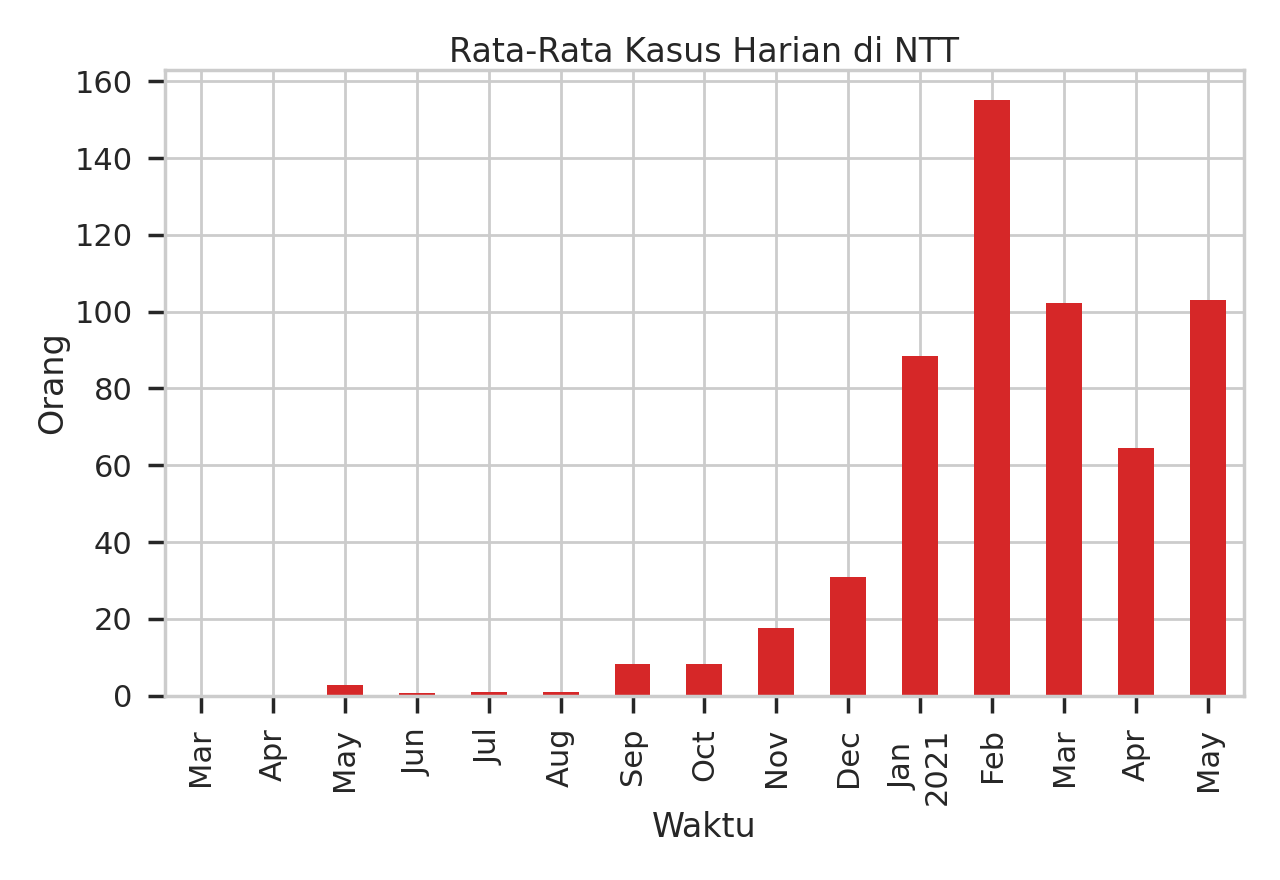 Rata-Rata Kasus Harian di NTT
160
140
120
100
80
60
40
20
0
Orang
Mar
Apr
May
Jun
Jul
Aug
Sep
Oct
Nov
Dec
Jan
2021
Feb
Mar
Apr
May
Waktu